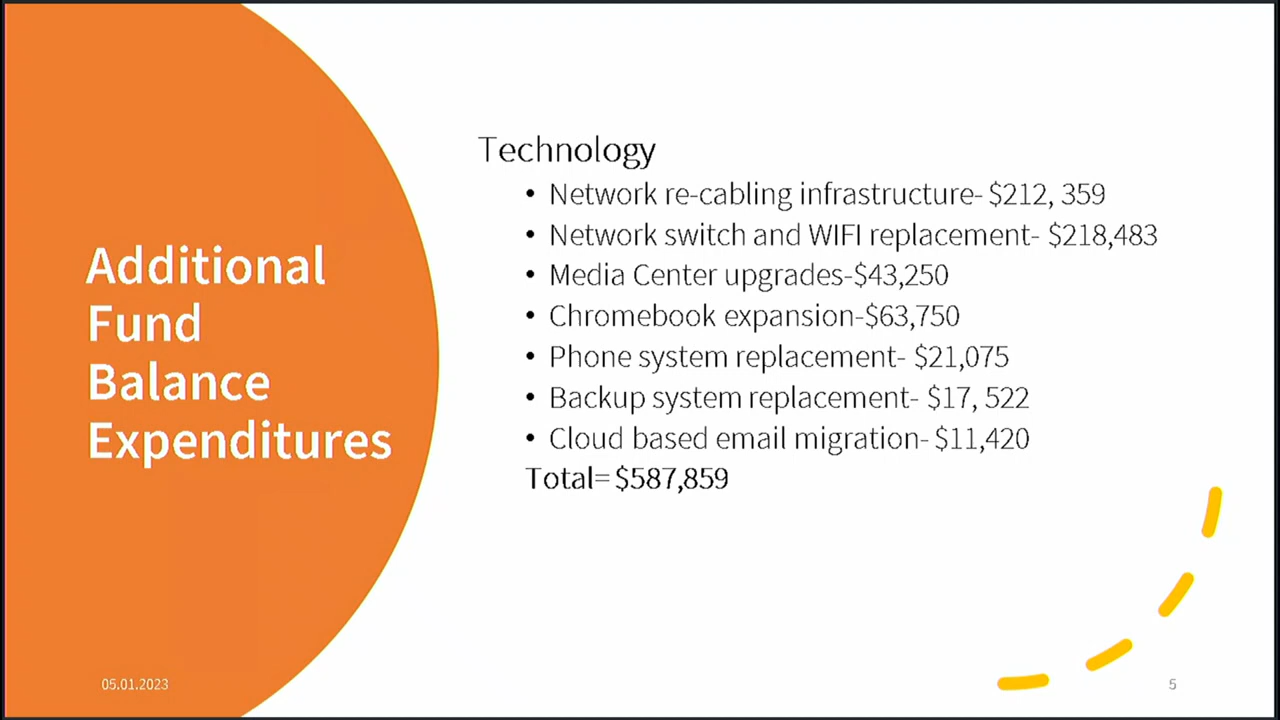 Additional
Fund
Balance
Expenditures
Technology
• Network re-cabling infrastructure- $212, 359
• Network switch and WIFI replacement- $218,483
• Media Center upgrades-$43,250
• Chromebook expansion-$63,750
• Phone system replacement- $21,075
• Backup system replacement- $17, 522
• Cloud based email migration- $11,420
Total= $587,859
05.01.2023
5